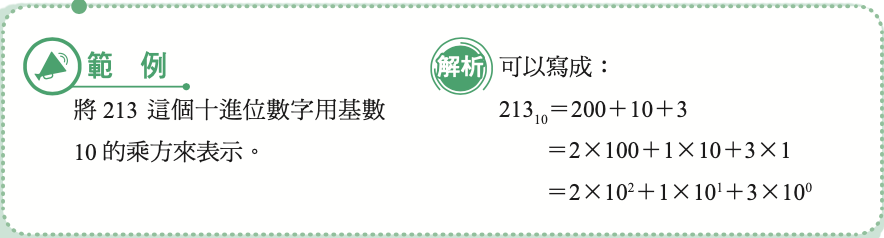 範 例
將 213 這個十進位數字用基數
10 的乘方來表示。
解析
可以寫成：
213₁₀＝200＋10＋3
＝2×100＋1×10＋3×1
＝2×10²＋1×10¹＋3×10⁰